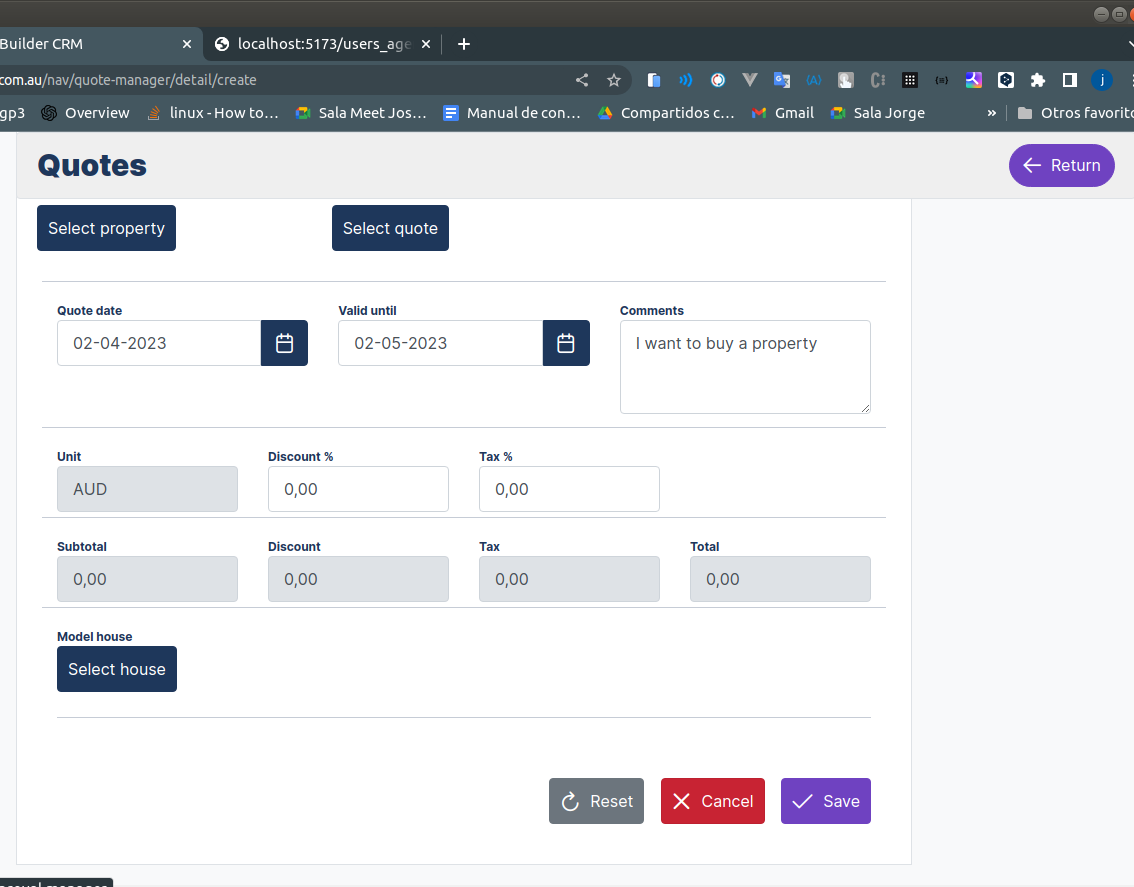 Builder CRM
localhost:5173/users_age
com.au/nav/quote-manager/detail/create
j
gp3 Overview linux - How to... Sala Meet Jos... Manual de con... Compartidos c... Gmail Sala Jorge » Otros favorito
Quotes
Return
Select property Select quote
Quote date Valid until Comments
02-04-2023 02-05-2023 I want to buy a property
Unit Discount % Tax %
AUD 0,00 0,00
Subtotal Discount Tax Total
0,00 0,00 0,00 0,00
Model house
Select house
Reset Cancel Save